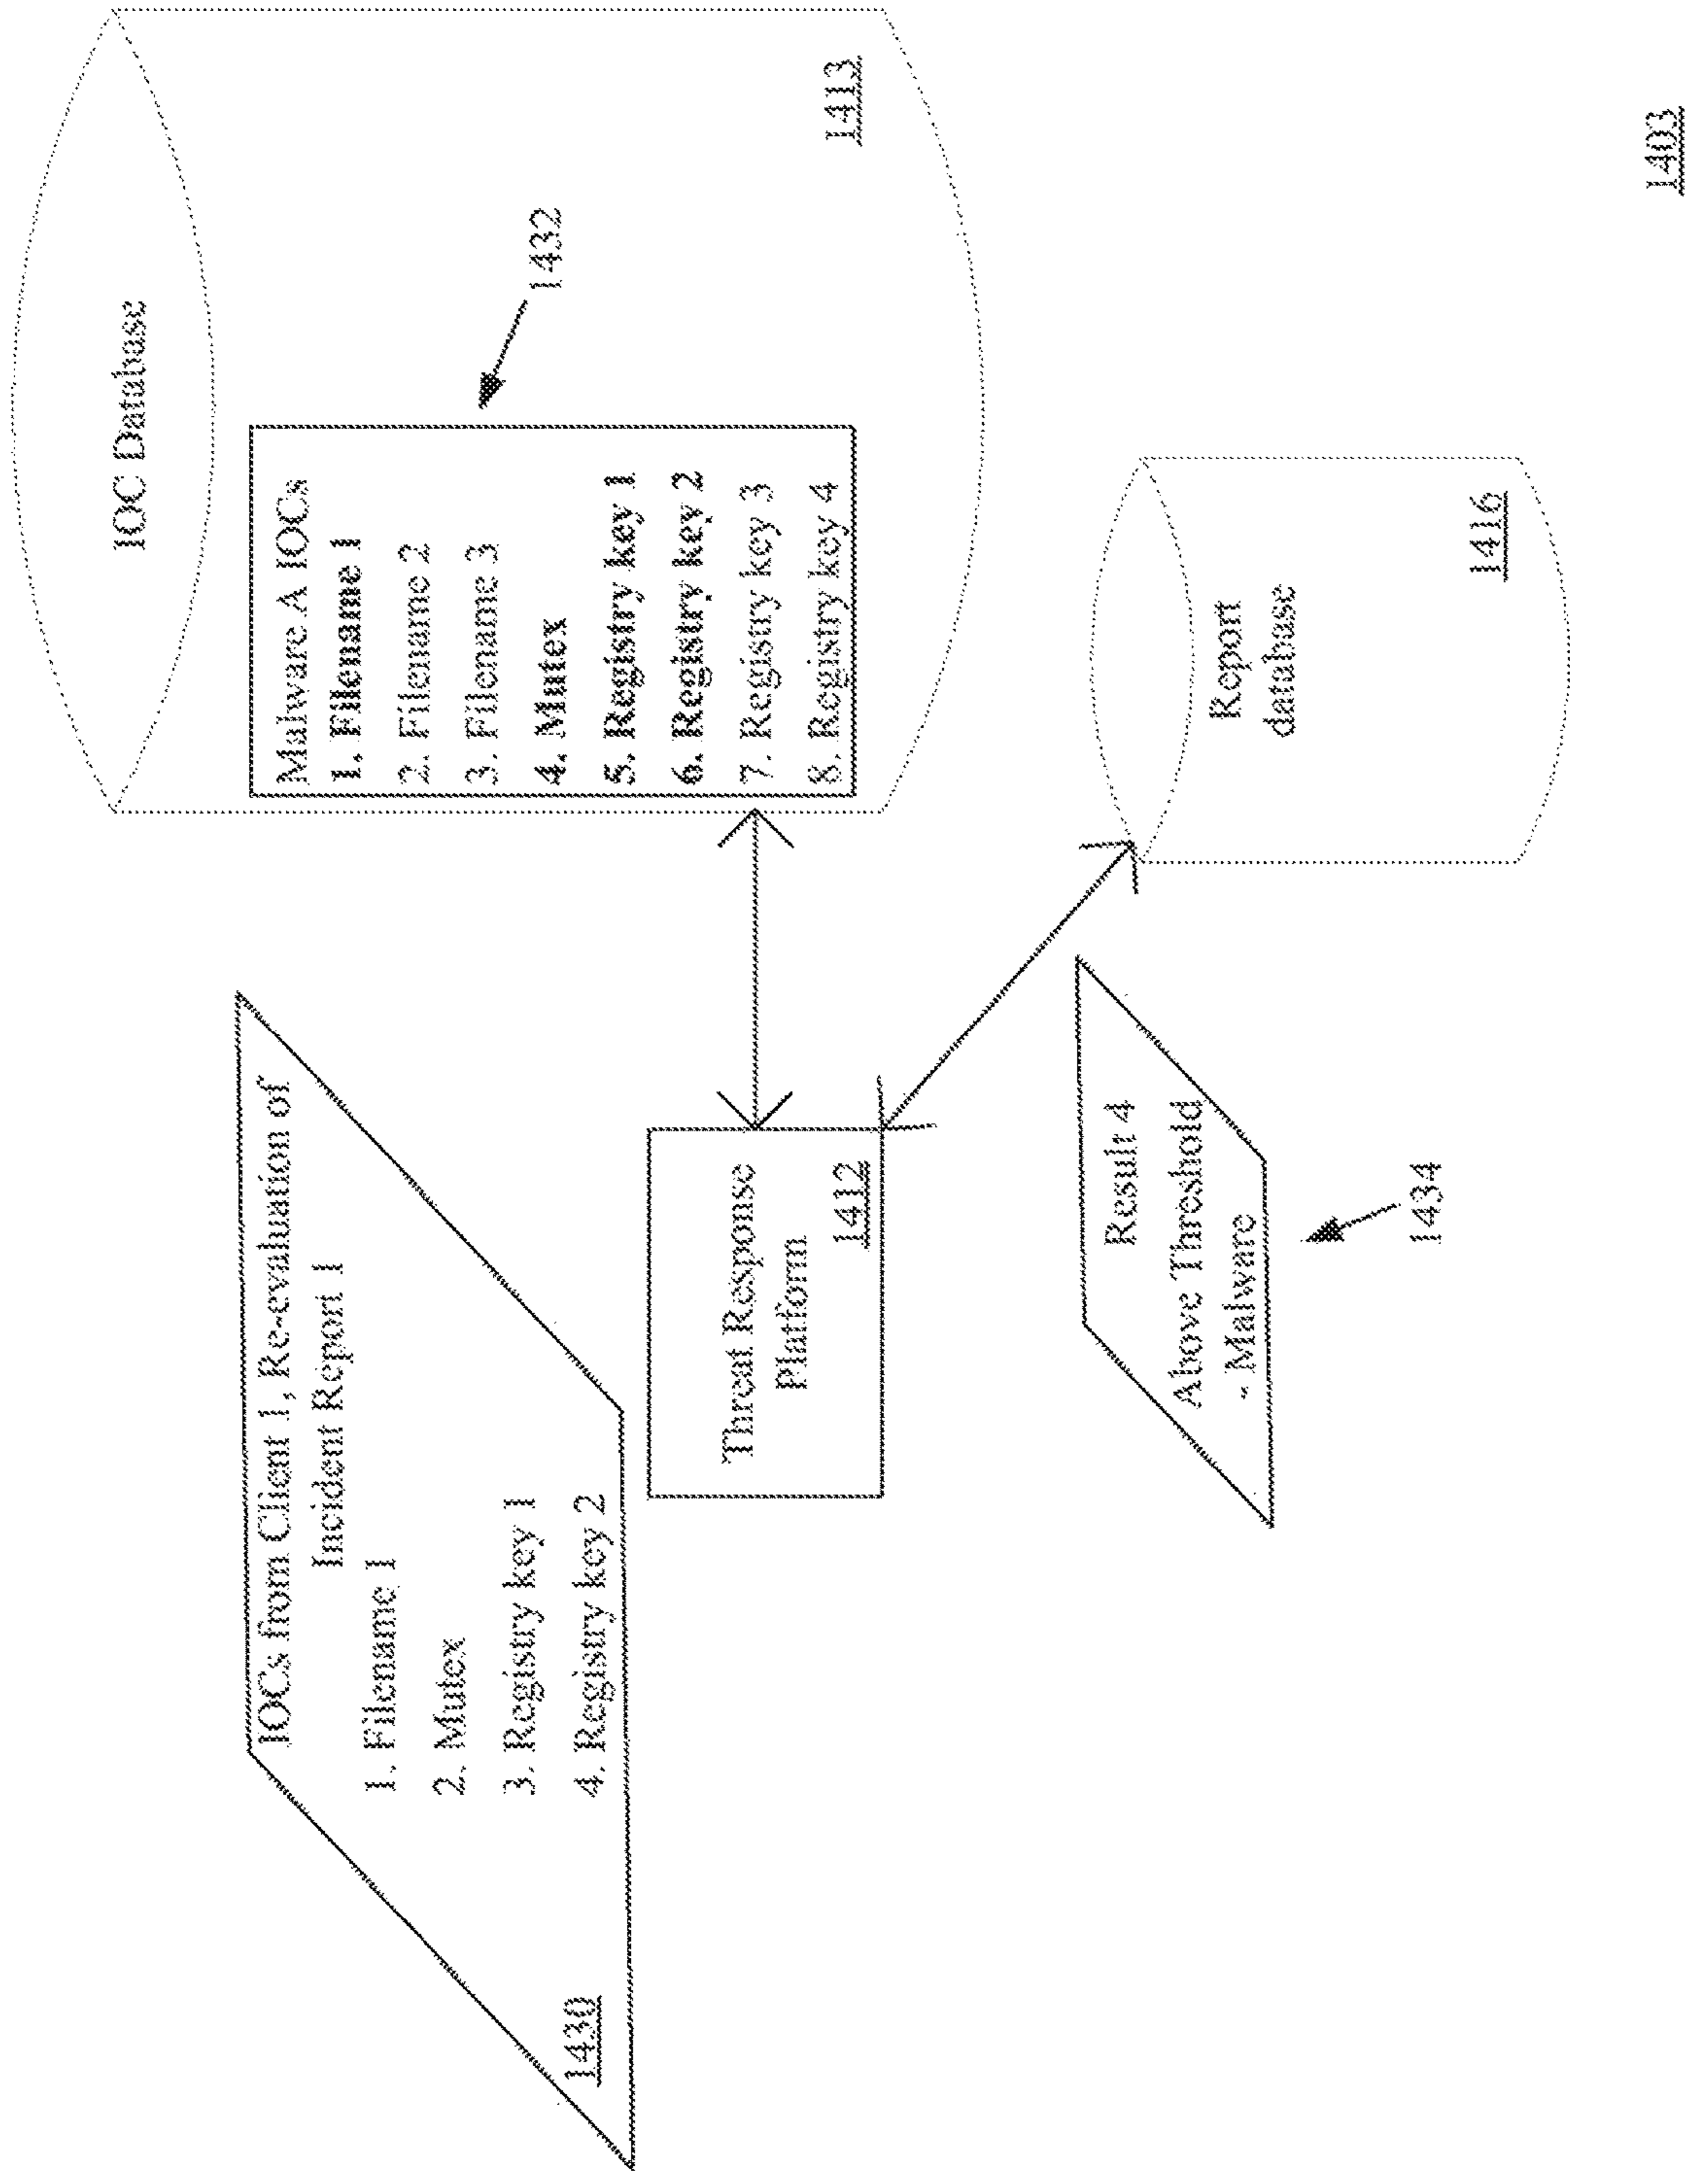 IOCs from Client 1, Re-evaluation of
Incident Report 1
1. Filename 1
2. Mutex
3. Registry key 1
4. Registry key 2
1430
IOC Database
Malware A IOCs
1. Filename 1
2. Filename 2
3. Filename 3
4. Mutex
5. Registry key 1
6. Registry key 2
7. Registry key 3
8. Registry key 4
1432
1413
Threat Response
Platform
1412
Result 4
Above Threshold
- Malware
1434
Report
database
1416
1403